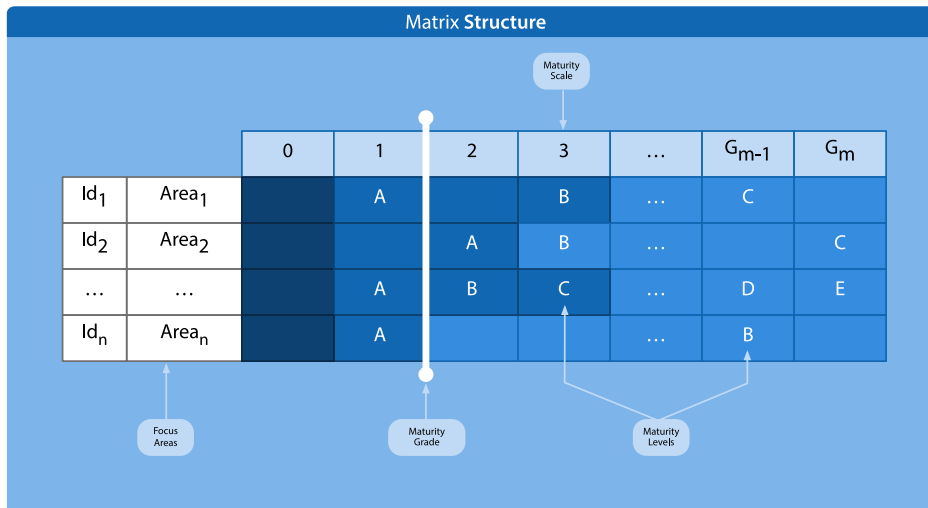 Matrix Structure
Maturity
Scale
0 1 2 3 … Gm-1 Gm
Id1 Area1 A B … C
Id2 Area2 A B … C
… … A B C … D E
Idn Arean A … B
Focus
Areas
Maturity
Grade
Maturity
Levels